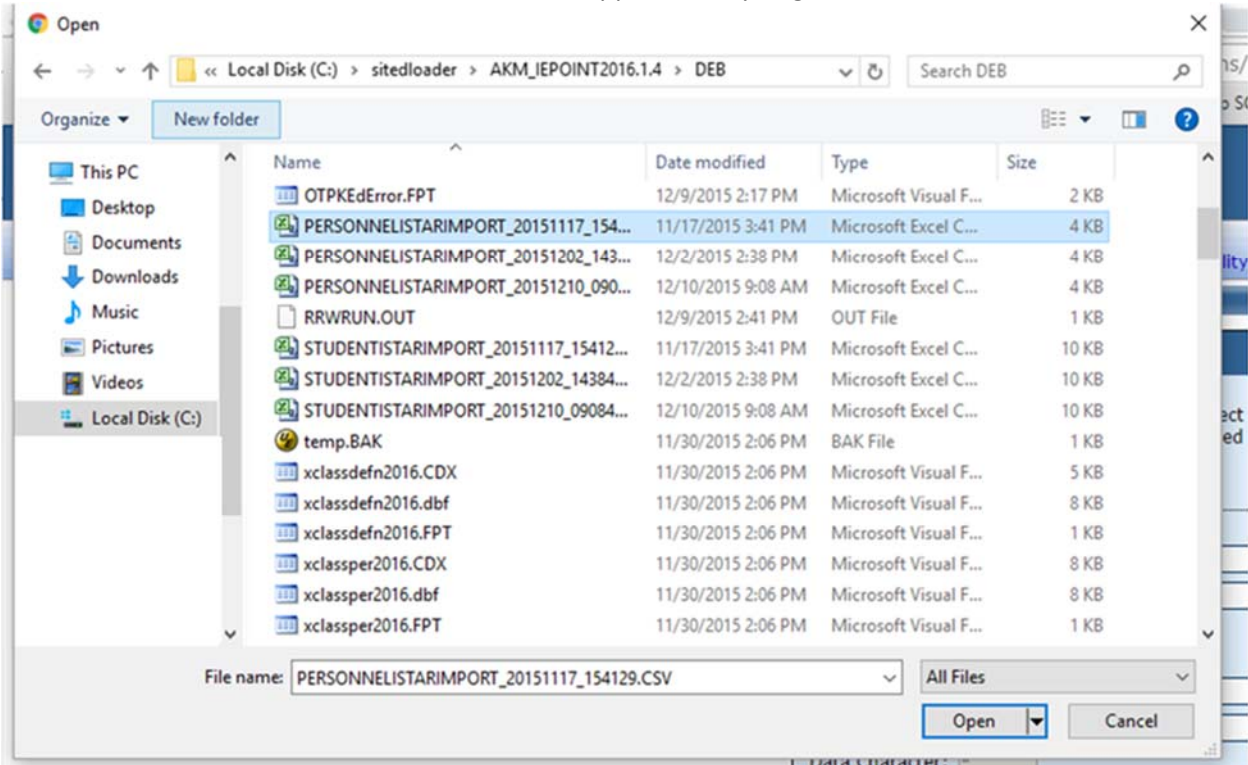 Open
« Local Disk (C:) > sitedloader > AKM_IEPOINT2016.1.4 > DEB Search DEB
Organize New folder
This PC
Desktop
Documents
Downloads
Music
Pictures
Videos
Local Disk (C:)
Name Date modified Type Size
OTPKEdError.FPT 12/9/2015 2:17 PM Microsoft Visual F... 2 KB
PERSONNELISTARIMPORT_20151117_154... 11/17/2015 3:41 PM Microsoft Excel C... 4 KB
PERSONNELISTARIMPORT_20151202_143... 12/2/2015 2:38 PM Microsoft Excel C... 4 KB
PERSONNELISTARIMPORT_20151210_090... 12/10/2015 9:08 AM Microsoft Excel C... 4 KB
RRWRUN.OUT 12/9/2015 2:41 PM OUT File 1 KB
STUDENTISTARIMPORT_20151117_15412... 11/17/2015 3:41 PM Microsoft Excel C... 10 KB
STUDENTISTARIMPORT_20151202_14384... 12/2/2015 2:38 PM Microsoft Excel C... 10 KB
STUDENTISTARIMPORT_20151210_09084... 12/10/2015 9:08 AM Microsoft Excel C... 10 KB
temp.BAK 11/30/2015 2:06 PM BAK File 1 KB
xclassdefn2016.CDX 11/30/2015 2:06 PM Microsoft Visual F... 5 KB
xclassdefn2016.dbf 11/30/2015 2:06 PM Microsoft Visual F... 8 KB
xclassdefn2016.FPT 11/30/2015 2:06 PM Microsoft Visual F... 1 KB
xclassper2016.CDX 11/30/2015 2:06 PM Microsoft Visual F... 8 KB
xclassper2016.dbf 11/30/2015 2:06 PM Microsoft Visual F... 8 KB
xclassper2016.FPT 11/30/2015 2:06 PM Microsoft Visual F... 1 KB
File name: PERSONNELISTARIMPORT_20151117_154129.CSV All Files
Open Cancel